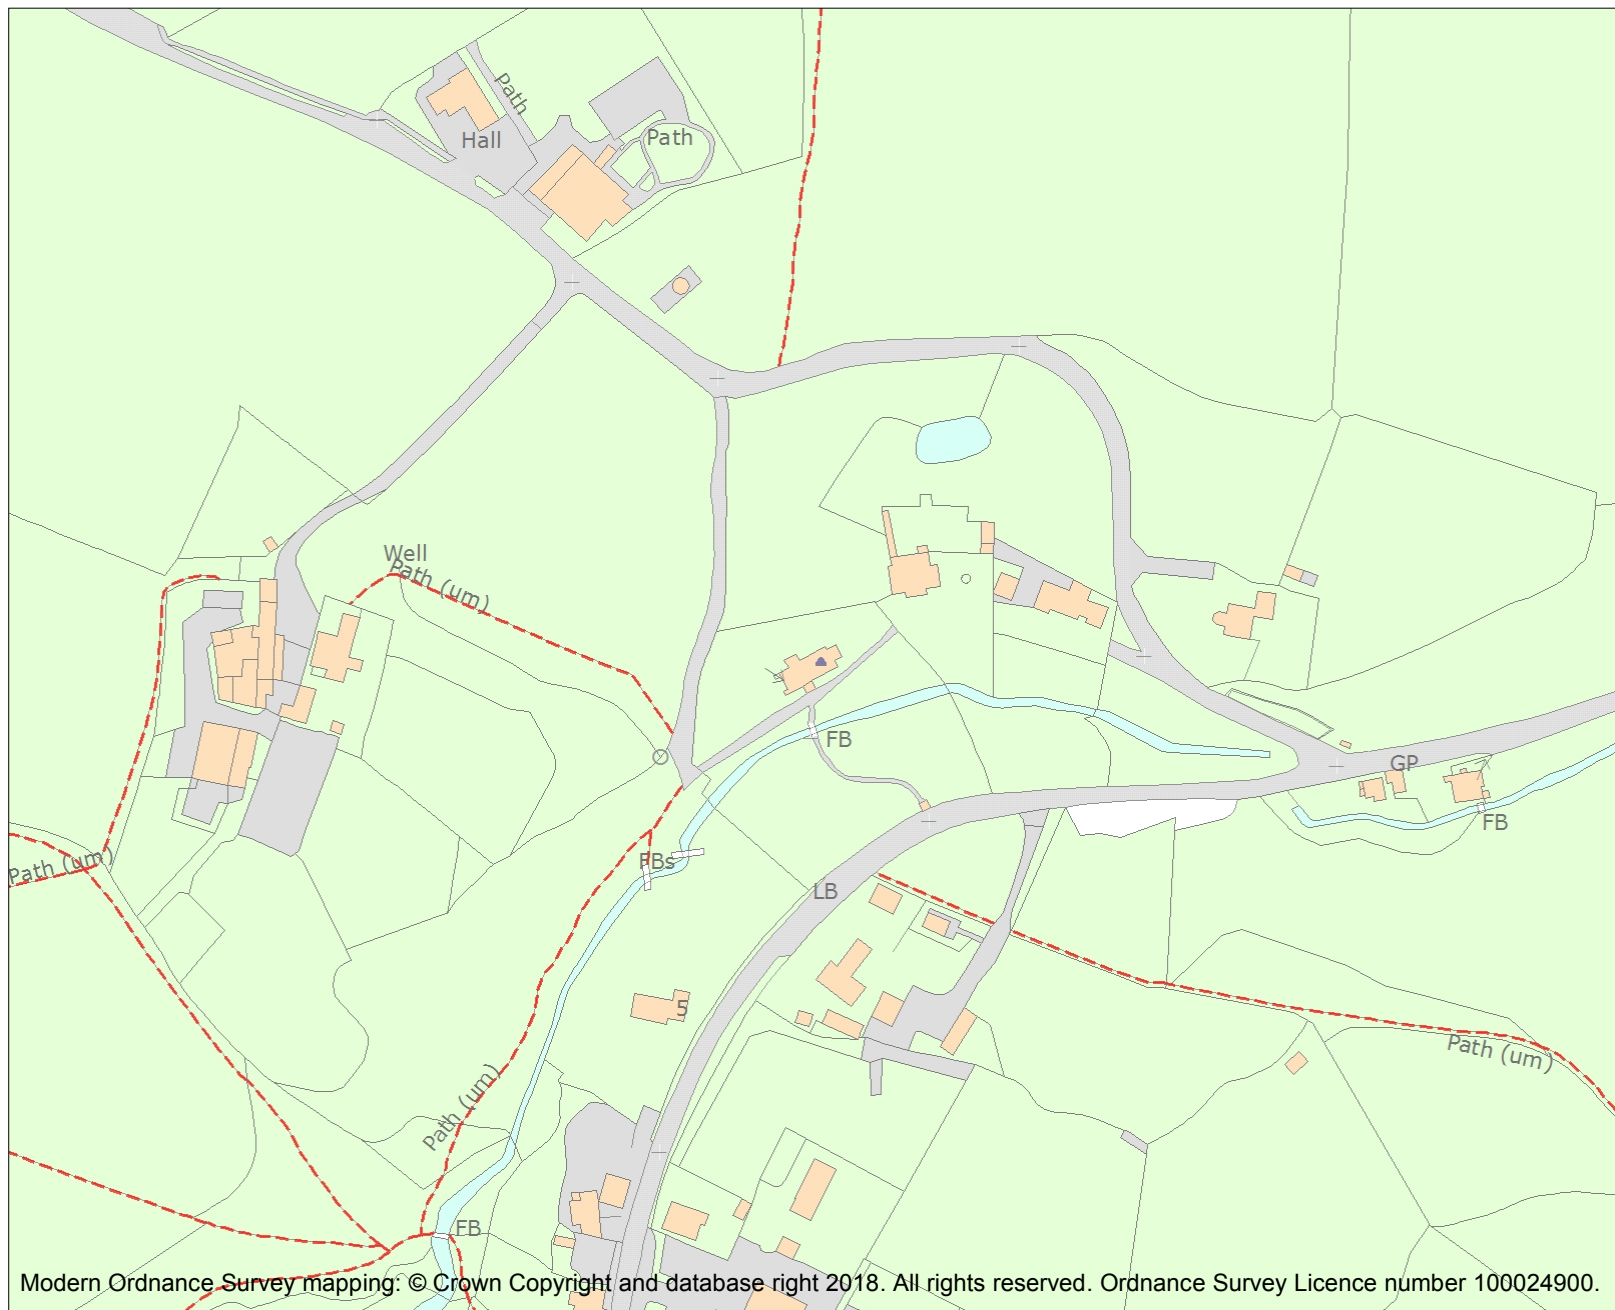 Path
Hall
Path
Well
Path (um)
FB
GP
FB
Path (um)
FBs
LB
5
Path (um)
Path (um)
FB
Modern Ordnance Survey mapping: © Crown Copyright and database right 2018. All rights reserved. Ordnance Survey Licence number 100024900.